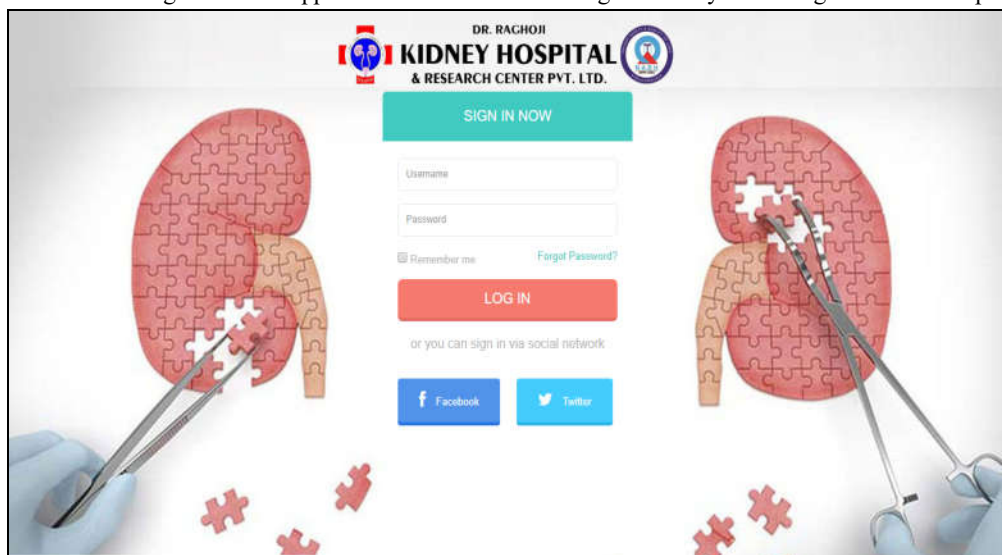 DR. RAGHOJI
KIDNEY HOSPITAL
& RESEARCH CENTER PVT. LTD.
NABH
SIGN IN NOW
Username
Password
Remember me
Forgot Password?
LOG IN
or you can sign in via social network
Facebook
Twitter